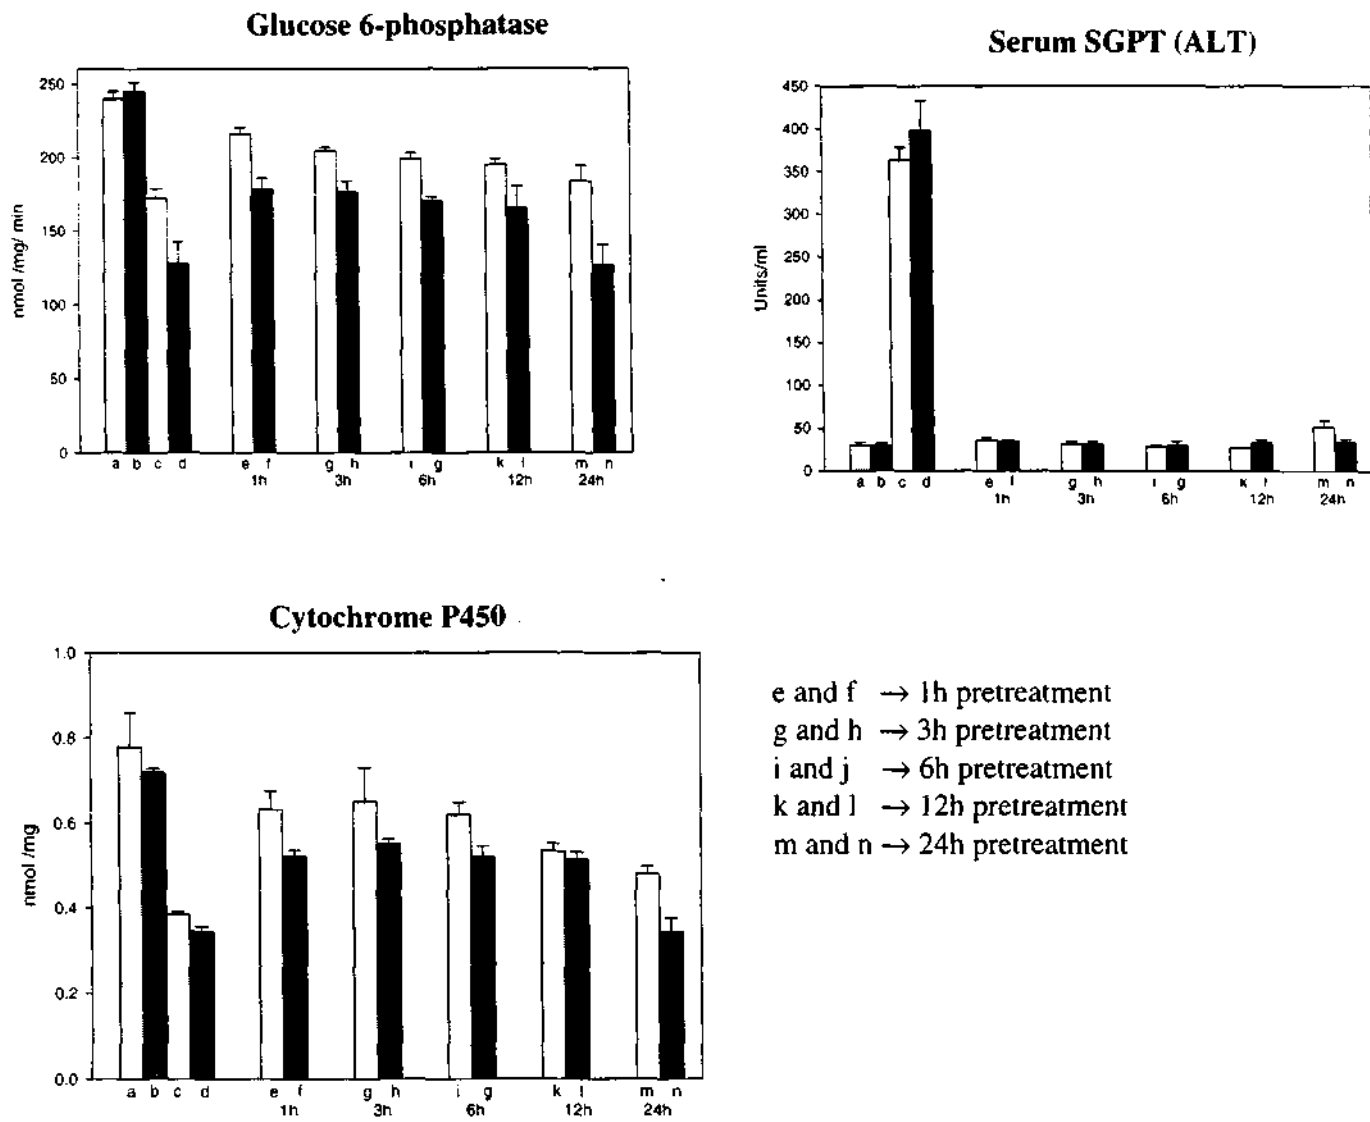 Glucose 6-phosphatase
250
200
150
100
50
0
nmol /mg/ min
a b c d e f g h i g k l m n
1h 3h 6h 12h 24h
Serum SGPT (ALT)
450
400
350
300
250
200
150
100
50
0
Units/ml
a b c d e f g h i g k l m n
1h 3h 6h 12h 24h
Cytochrome P450
1.0
0.8
0.6
0.4
0.2
0.0
nmol /mg
a b c d e f g h i g k l m n
1h 3h 6h 12h 24h
e and f → 1h pretreatment
g and h → 3h pretreatment
i and j → 6h pretreatment
k and l → 12h pretreatment
m and n → 24h pretreatment